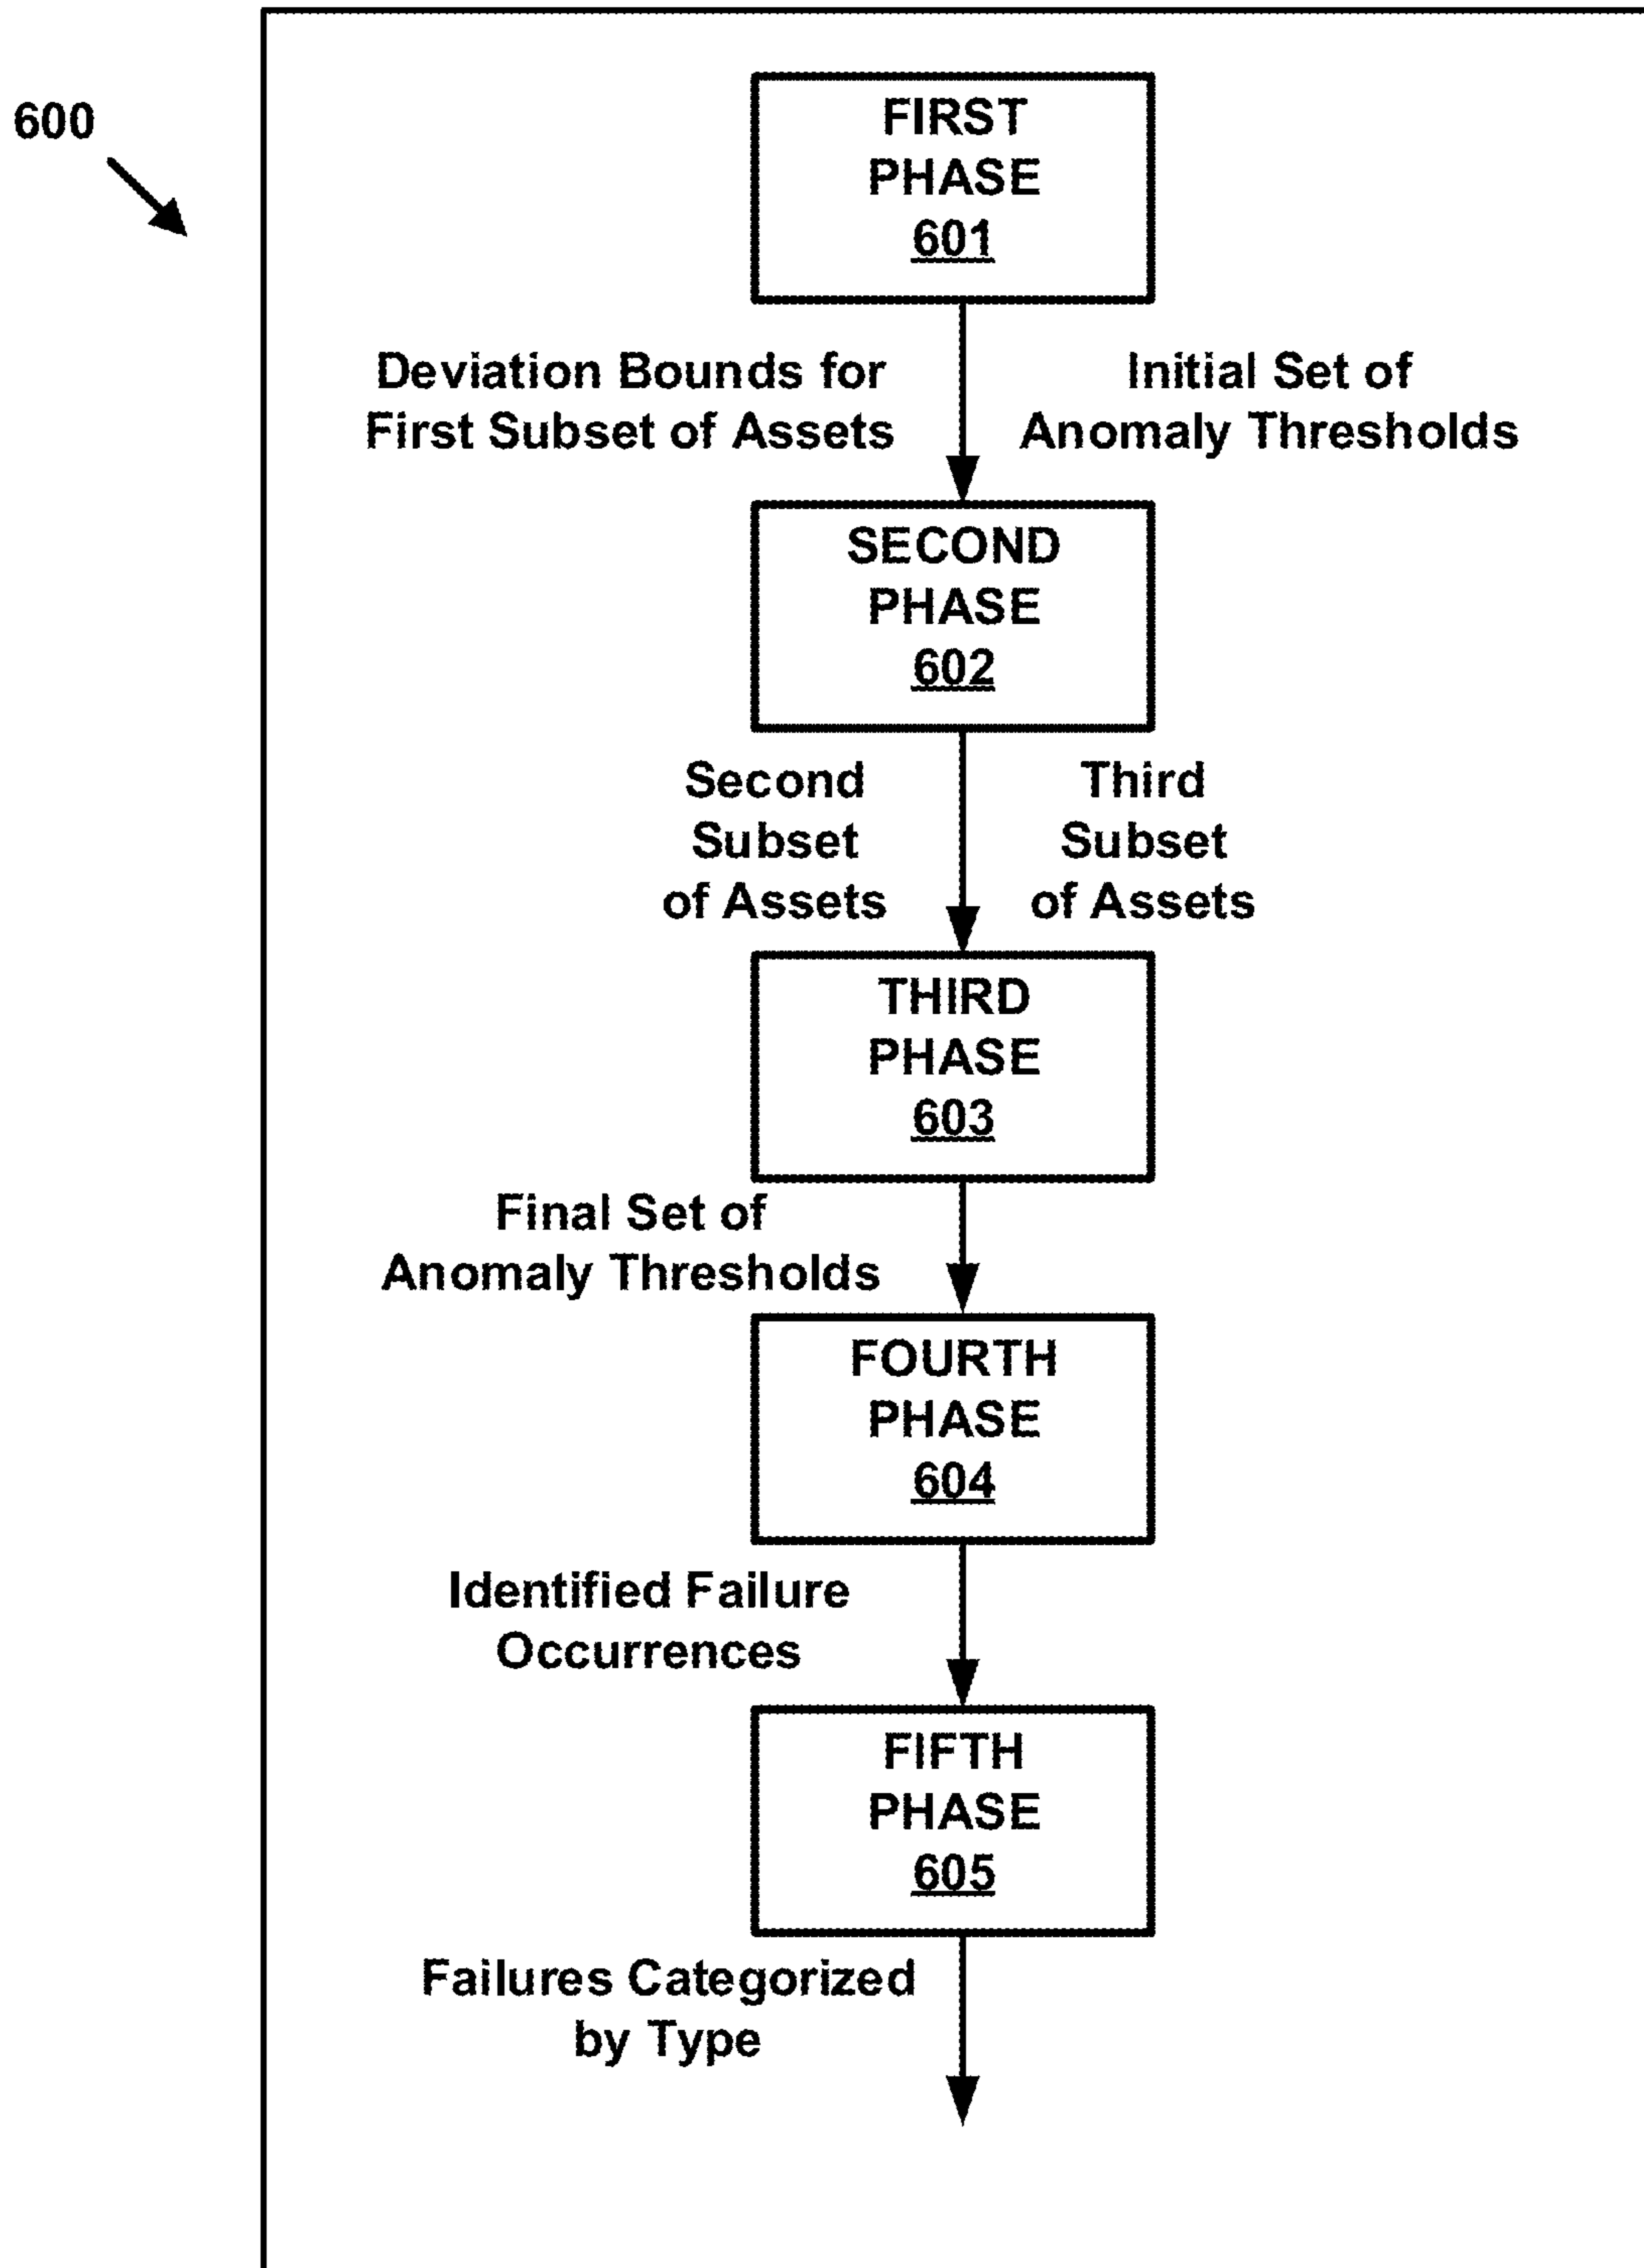 600
FIRST
PHASE
601
Deviation Bounds for
First Subset of Assets
Initial Set of
Anomaly Thresholds
SECOND
PHASE
602
Second
Subset
of Assets
Third
Subset
of Assets
THIRD
PHASE
603
Final Set of
Anomaly Thresholds
FOURTH
PHASE
604
Identified Failure
Occurrences
FIFTH
PHASE
605
Failures Categorized
by Type